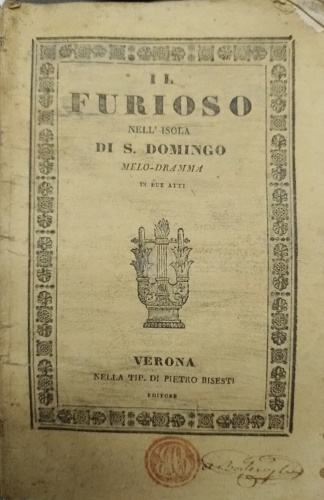 IL
FURIOSO
NELL' ISOLA
DI S. DOMINGO
MELO-DRAMMA
IN DUE ATTI
VERONA
NELLA TIP. DI PIETRO BISESTI
EDITORE